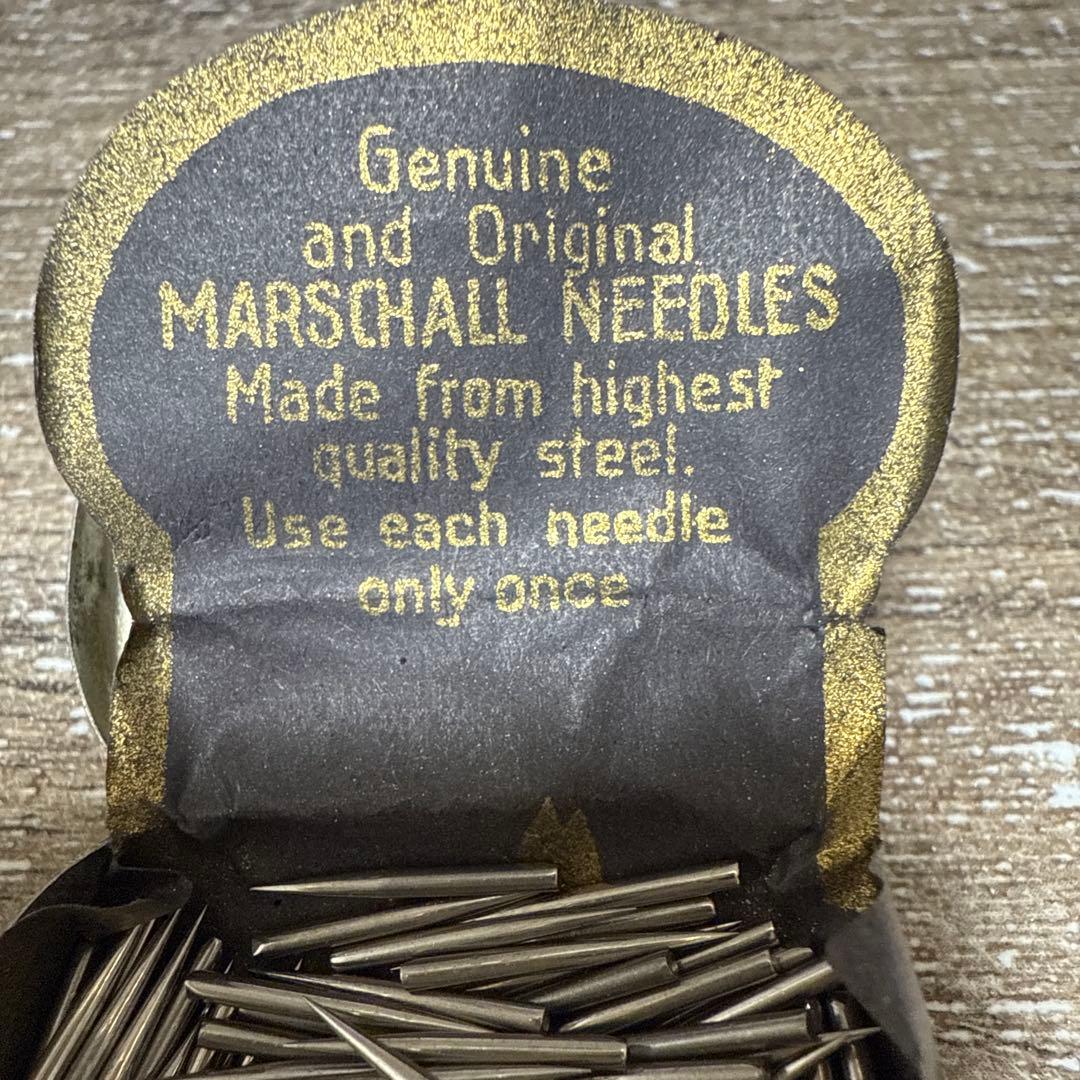 Genuine
and Original
MARSCHALL NEEDLES
Made from highest
quality steel.
Use each needle
only once